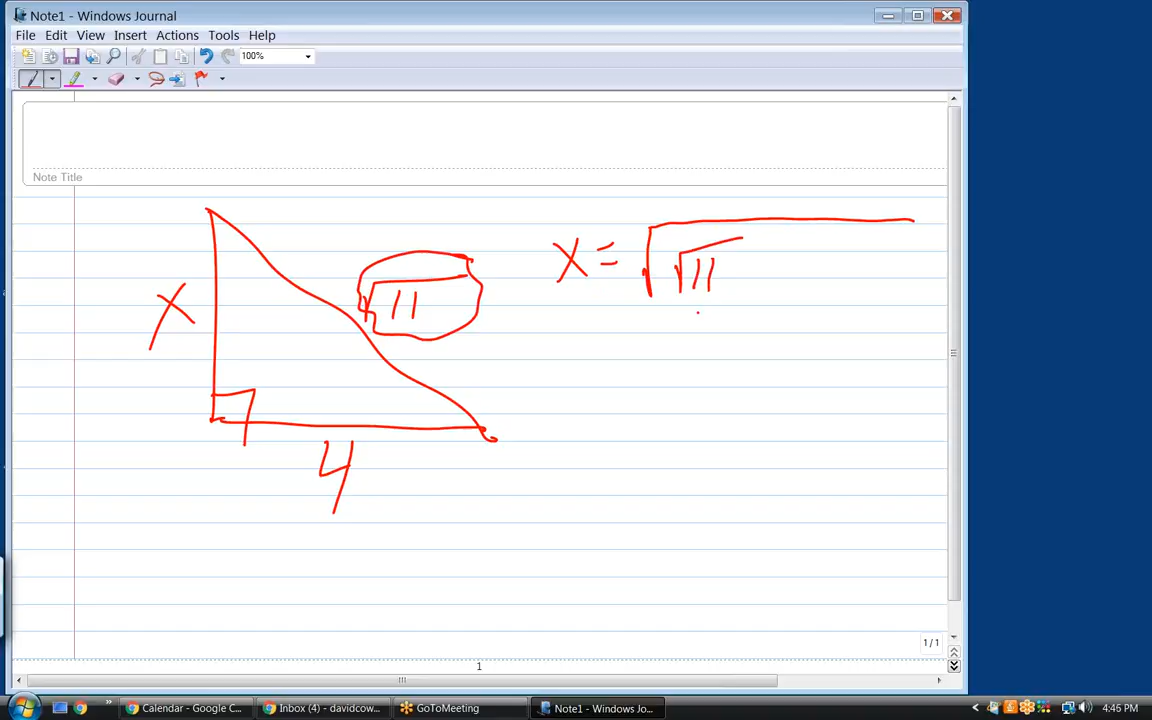 Note1 - Windows Journal
File Edit View Insert Actions Tools Help
100%
Note Title
x
√11
4
x = √√11
1 / 1
1
Calendar - Google C...
Inbox (4) - davidcow...
GoToMeeting
Note1 - Windows Jo...
4:46 PM